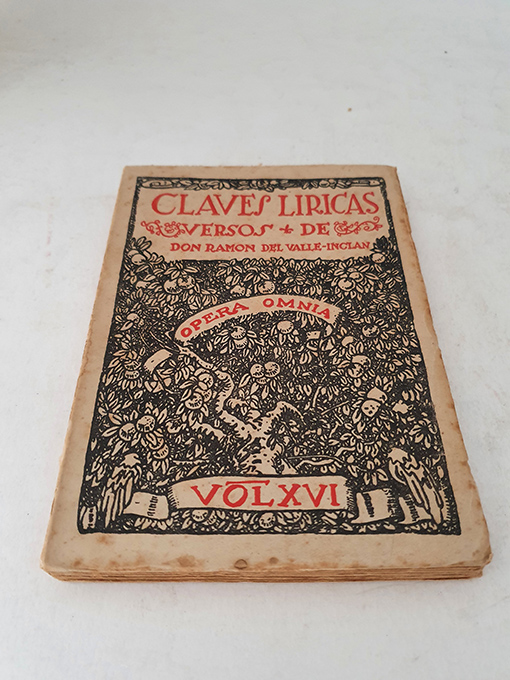 CLAVES LIRICAS
VERSOS DE
DON RAMON DEL VALLE-INCLAN
OPERA OMNIA
VOL XVI